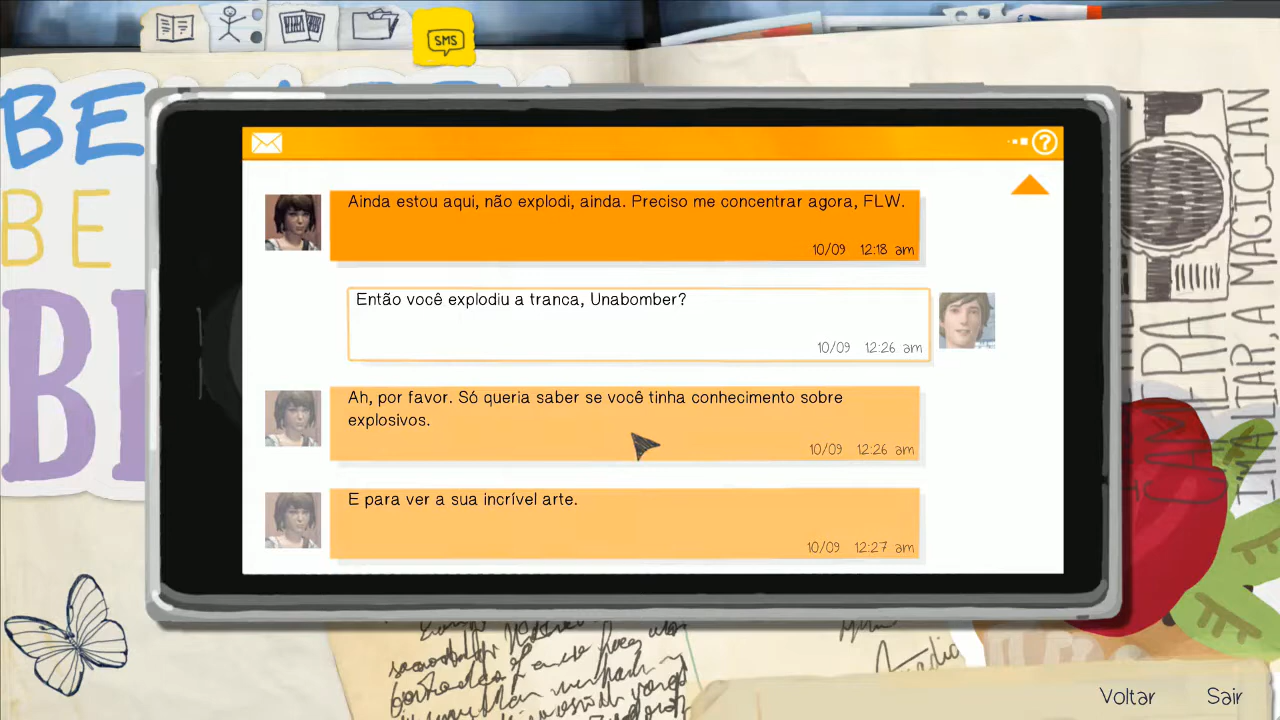 SMS
BE
BE
BE
Ainda estou aqui, não explodi, ainda. Preciso me concentrar agora, FLW.
10/09 12:18 am
Então você explodiu a tranca, Unabomber?
10/09 12:26 am
Ah, por favor. Só queria saber se você tinha conhecimento sobre
explosivos.
10/09 12:26 am
E para ver a sua incrível arte.
10/09 12:27 am
CAMERA
MAGICIAN
Voltar Sair